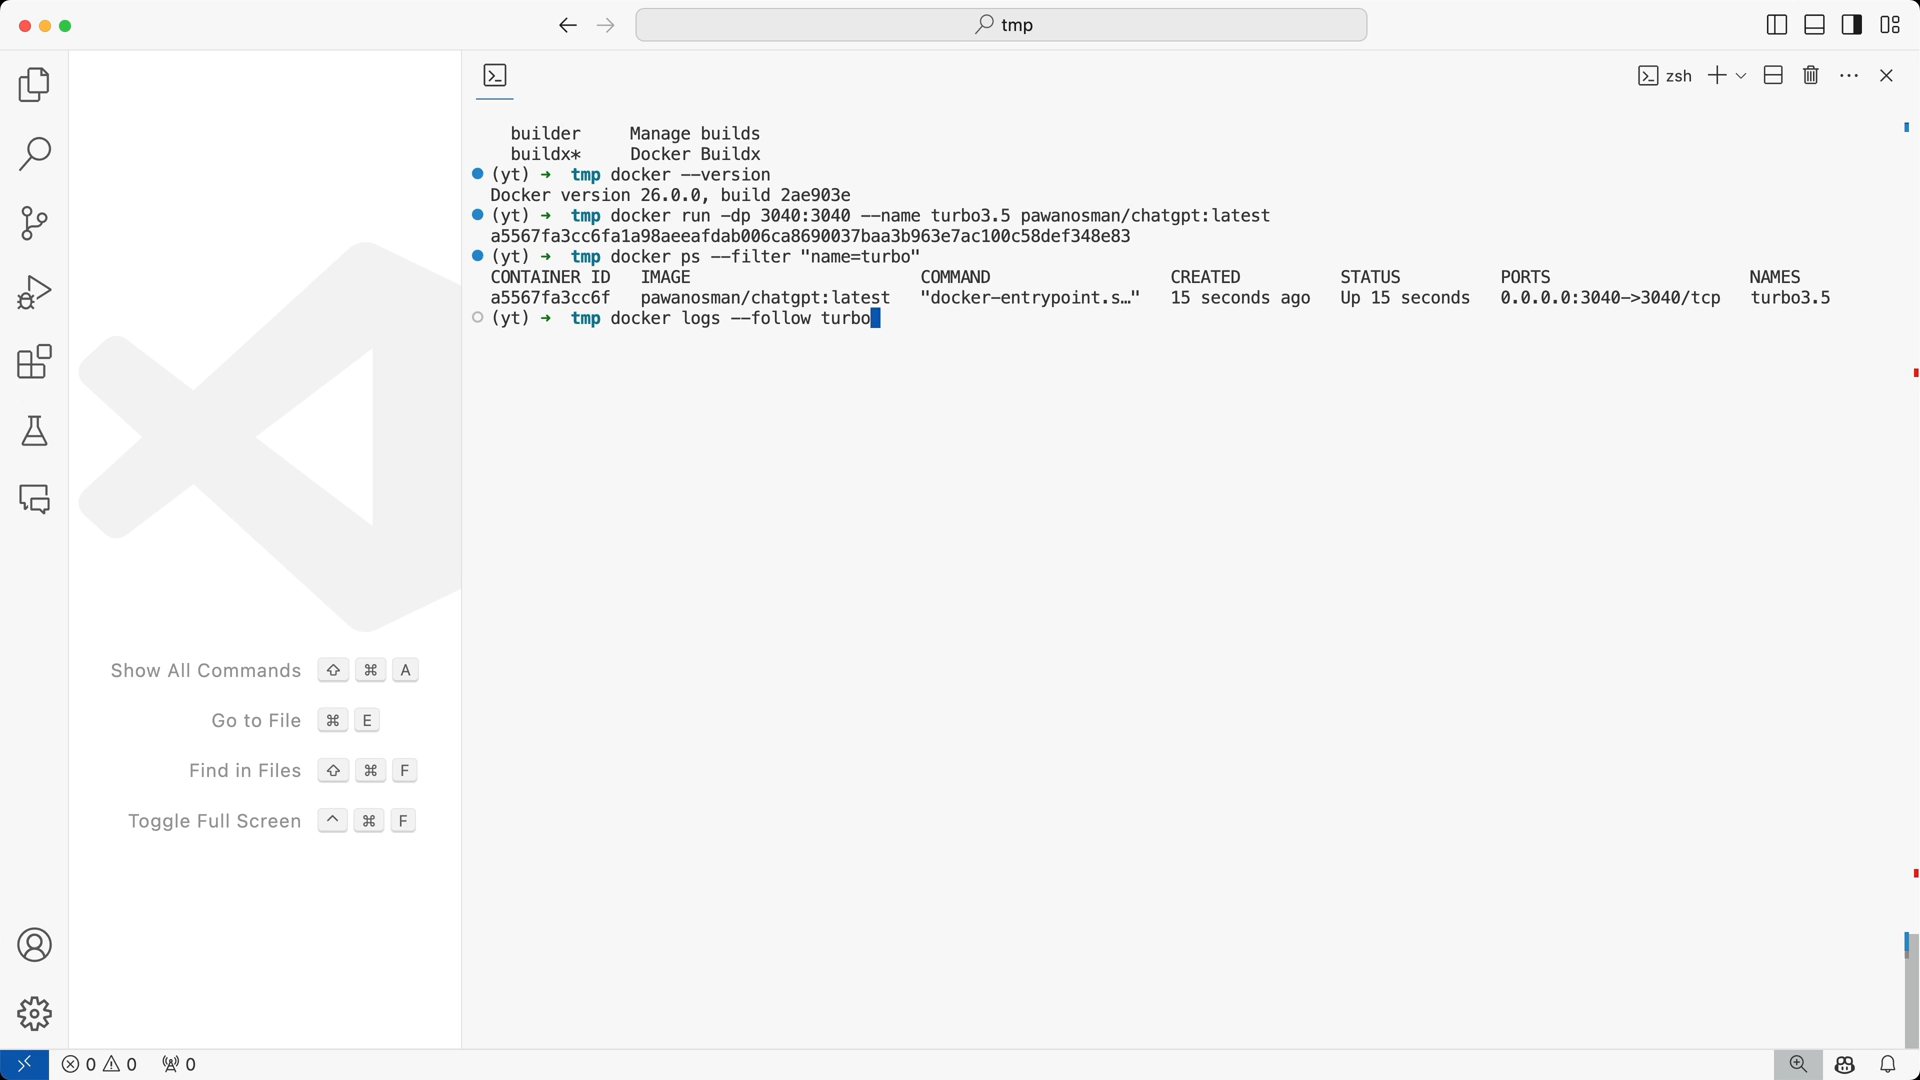 tmp
zsh
builder     Manage builds
buildx*     Docker Buildx
(yt) ➜  tmp docker --version
Docker version 26.0.0, build 2ae903e
(yt) ➜  tmp docker run -dp 3040:3040 --name turbo3.5 pawanosman/chatgpt:latest
a5567fa3cc6fa1a98aeeafdab006ca8690037baa3b963e7ac100c58def348e83
(yt) ➜  tmp docker ps --filter "name=turbo"
CONTAINER ID   IMAGE                       COMMAND                  CREATED          STATUS          PORTS                    NAMES
a5567fa3cc6f   pawanosman/chatgpt:latest   "docker-entrypoint.s…"   15 seconds ago   Up 15 seconds   0.0.0.0:3040->3040/tcp   turbo3.5
(yt) ➜  tmp docker logs --follow turbo
Show All Commands ⇧ ⌘ A
Go to File ⌘ E
Find in Files ⇧ ⌘ F
Toggle Full Screen ^ ⌘ F
0 0 0